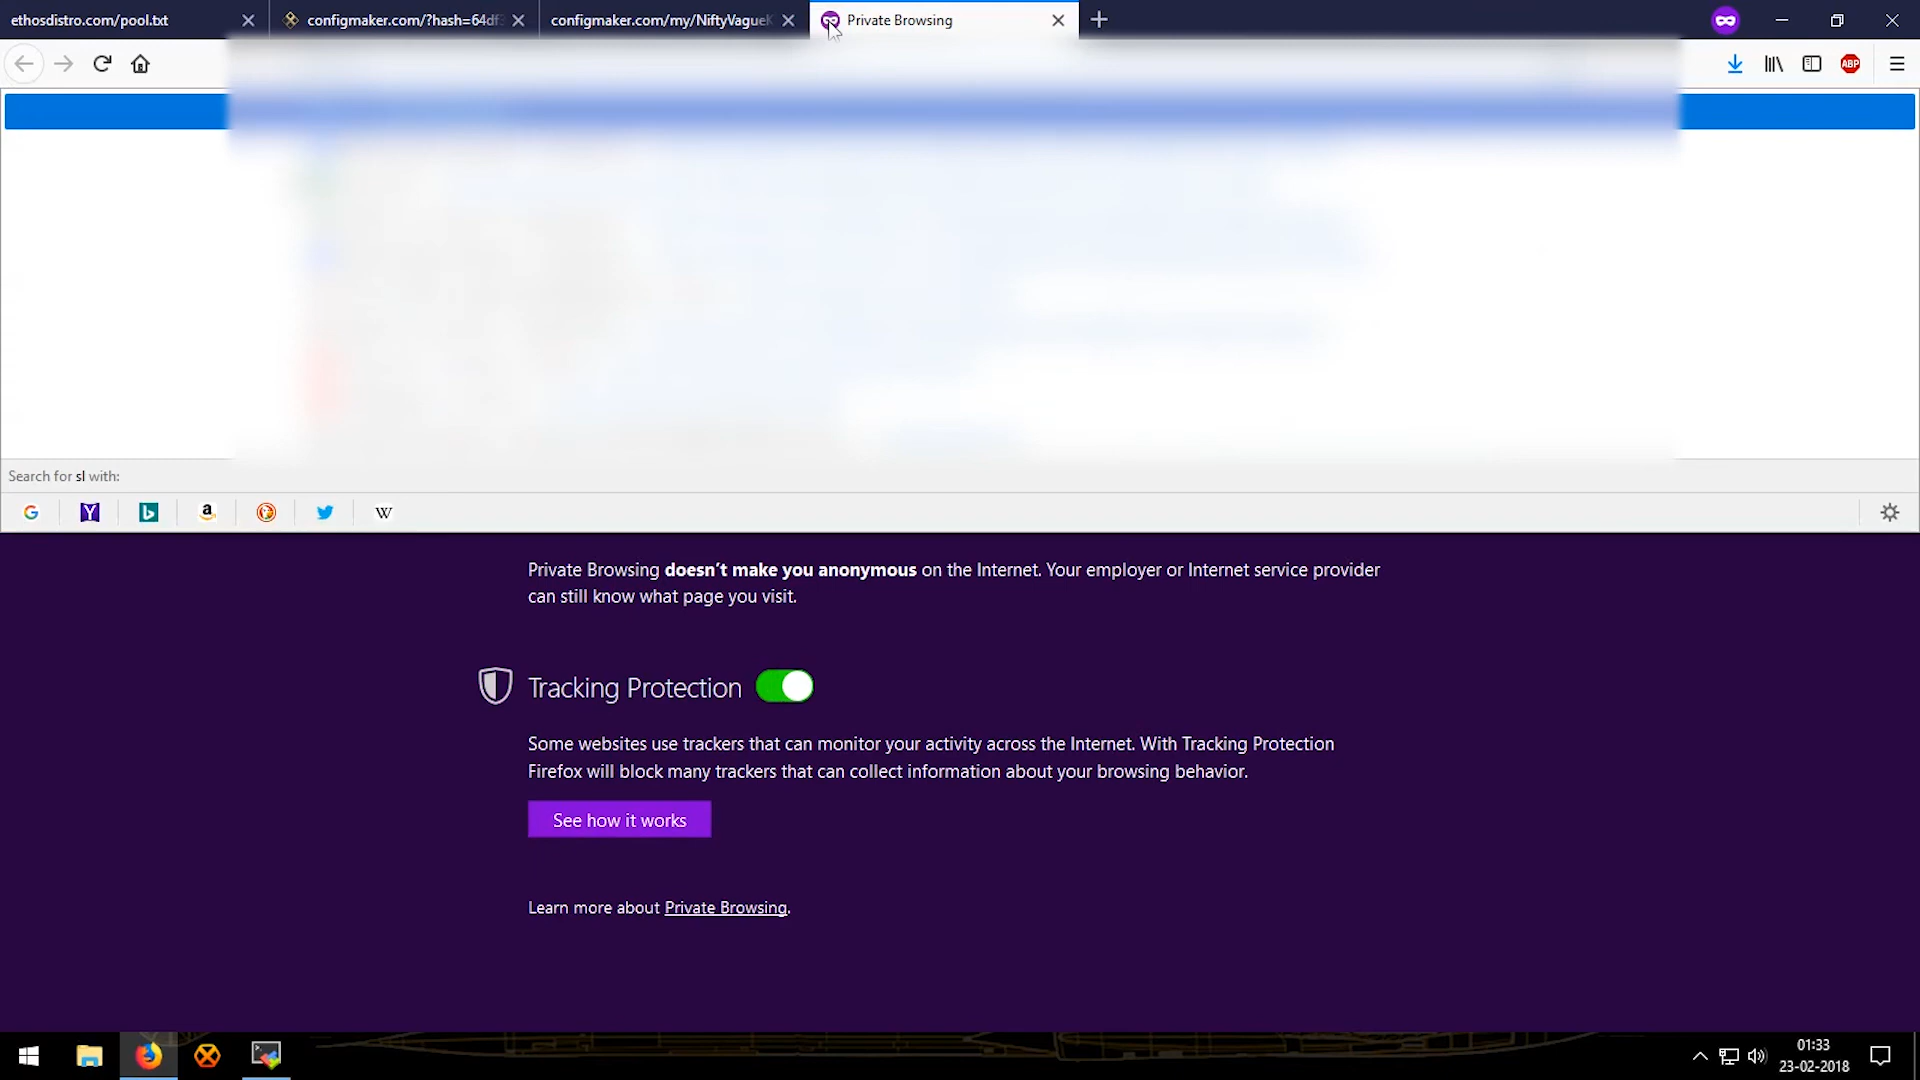 ethosdistro.com/pool.txt
configmaker.com/?hash=64df
configmaker.com/my/NiftyVague
Private Browsing
ABP
Search for sl with:
Private Browsing doesn't make you anonymous on the Internet. Your employer or Internet service provider
can still know what page you visit.
Tracking Protection
Some websites use trackers that can monitor your activity across the Internet. With Tracking Protection
Firefox will block many trackers that can collect information about your browsing behavior.
See how it works
Learn more about Private Browsing.
01:33
23-02-2018